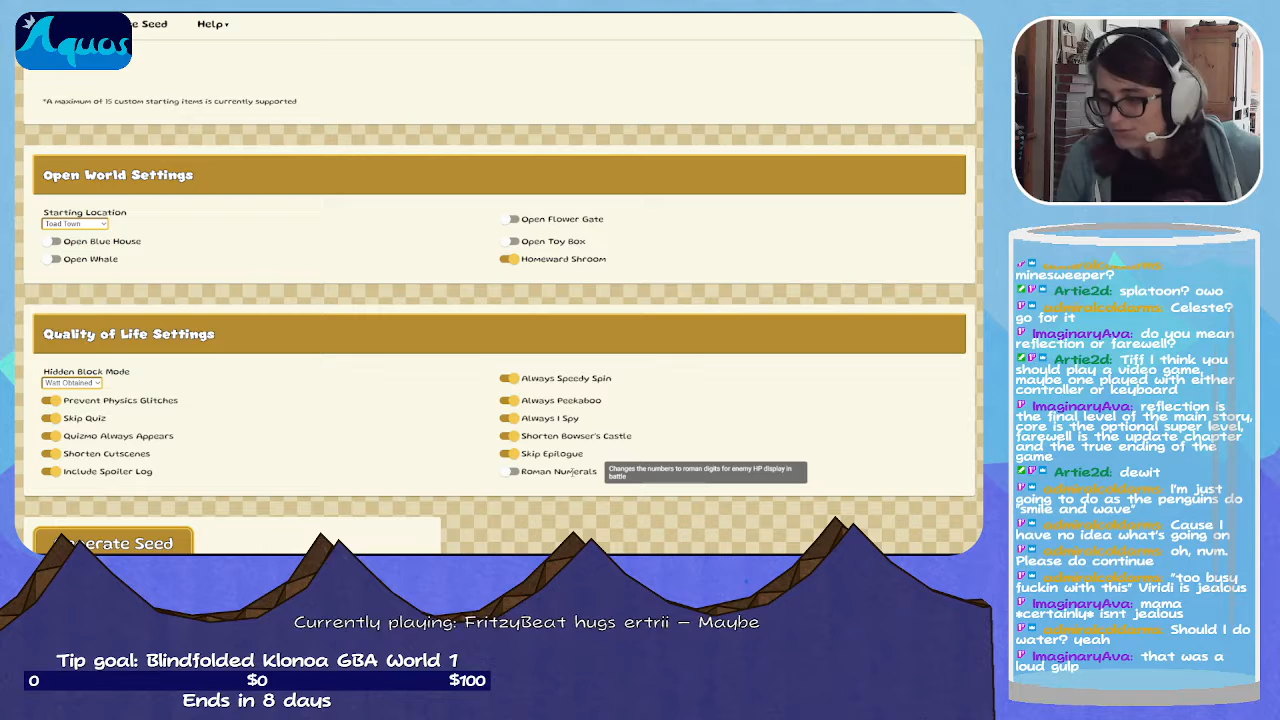 Aquos
e Seed
Help
*A maximum of 15 custom starting items is currently supported
Open World Settings
Starting Location
Toad Town
Open Blue House
Open Whale
Open Flower Gate
Open Toy Box
Homeward Shroom
Quality of Life Settings
Hidden Block Mode
Watt Obtained
Prevent Physics Glitches
Skip Quiz
Quizmo Always Appears
Shorten Cutscenes
Include Spoiler Log
Always Speedy Spin
Always Peekaboo
Always I Spy
Shorten Bowser's Castle
Skip Epilogue
Roman Numerals
Changes the numbers to roman digits for enemy HP display in
battle
erate Seed
Currently playing: FritzyBeat hugs ertrii – Maybe
Tip goal: Blindfolded Klonoa GBA World 1
0 $0 $100
Ends in 8 days
minesweeper?
Artie2d: splatoon? owo
admiralcoldarms: Celeste?
go for it
ImaginaryAva: do you mean
reflection or farewell?
Artie2d: Tiff I think you
should play a video game,
maybe one played with either
controller or keyboard
ImaginaryAva: reflection is
the final level of the main story,
core is the optional super level,
farewell is the update chapter
and the true ending of the
game
Artie2d: dewit
admiralcoldarms: I'm just
going to do as the penguins do
"smile and wave"
admiralcoldarms: Cause I
have no idea what's going on
admiralcoldarms: oh, nvm.
Please do continue
admiralcoldarms: "too busy
fuckin with this" Viridi is jealous
ImaginaryAva: mama
*certainly* isnt jealous
admiralcoldarms: Should I do
water? yeah
ImaginaryAva: that was a
loud gulp